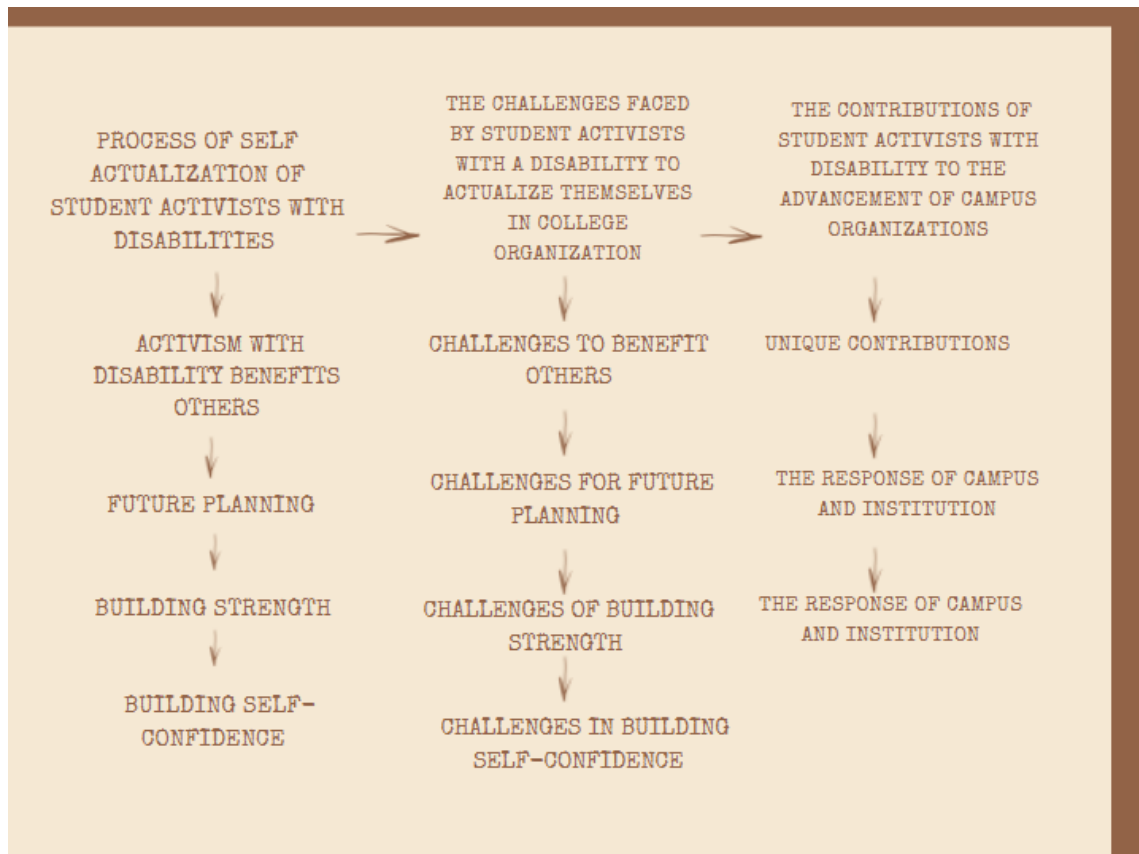 PROCESS OF SELF
ACTUALIZATION OF
STUDENT ACTIVISTS WITH
DISABILITIES
ACTIVISM WITH
DISABILITY BENEFITS
OTHERS
FUTURE PLANNING
BUILDING STRENGTH
BUILDING SELF-
CONFIDENCE
THE CHALLENGES FACED
BY STUDENT ACTIVISTS
WITH A DISABILITY TO
ACTUALIZE THEMSELVES
IN COLLEGE
ORGANIZATION
CHALLENGES TO BENEFIT
OTHERS
CHALLENGES FOR FUTURE
PLANNING
CHALLENGES OF BUILDING
STRENGTH
CHALLENGES IN BUILDING
SELF-CONFIDENCE
THE CONTRIBUTIONS OF
STUDENT ACTIVISTS WITH
DISABILITY TO THE
ADVANCEMENT OF CAMPUS
ORGANIZATIONS
UNIQUE CONTRIBUTIONS
THE RESPONSE OF CAMPUS
AND INSTITUTION
THE RESPONSE OF CAMPUS
AND INSTITUTION